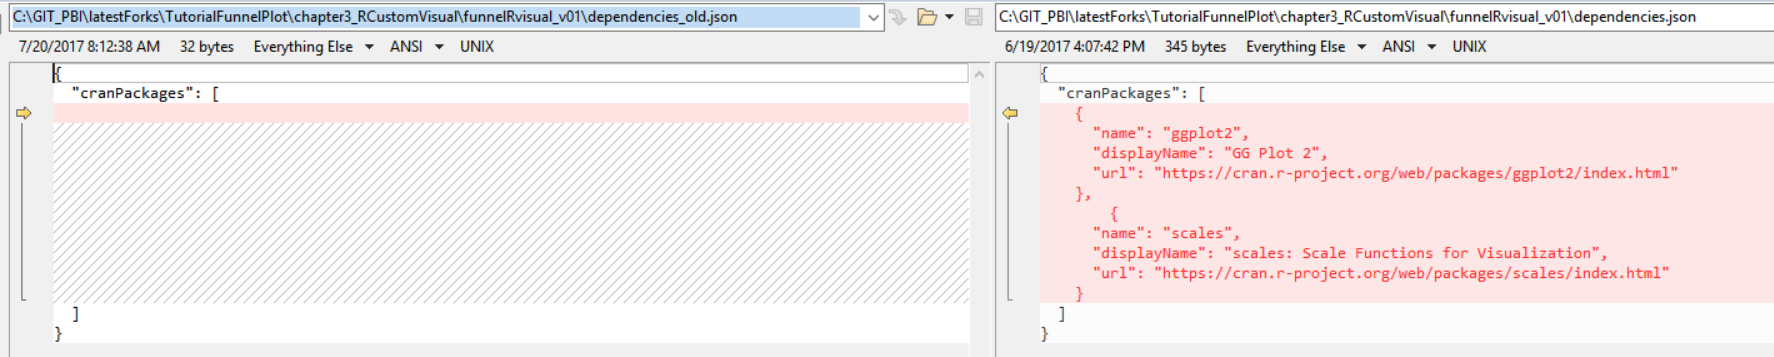 C:\GIT_PBI\latestForks\TutorialFunnelPlot\chapter3_RCustomVisual\funnelRvisual_v01\dependencies_old.json
7/20/2017 8:12:38 AM 32 bytes Everything Else ANSI UNIX
{
"cranPackages": [
]
}
C:\GIT_PBI\latestForks\TutorialFunnelPlot\chapter3_RCustomVisual\funnelRvisual_v01\dependencies.json
6/19/2017 4:07:42 PM 345 bytes Everything Else ANSI UNIX
{
"cranPackages": [
{
"name": "ggplot2",
"displayName": "GG Plot 2",
"url": "https://cran.r-project.org/web/packages/ggplot2/index.html"
},
{
"name": "scales",
"displayName": "scales: Scale Functions for Visualization",
"url": "https://cran.r-project.org/web/packages/scales/index.html"
}
]
}